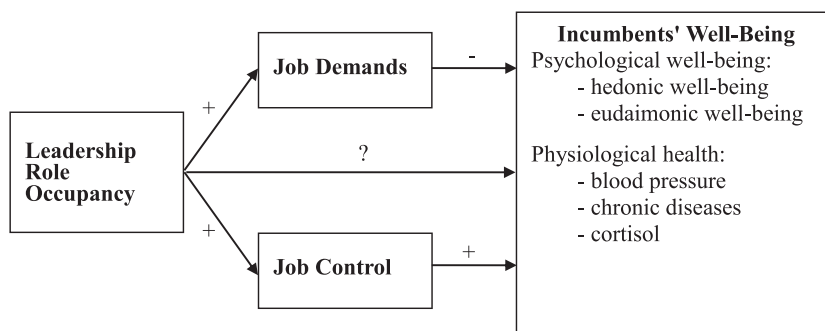 Leadership
Role
Occupancy
+
+
Job Demands
-
?
Job Control
+
Incumbents' Well-Being
Psychological well-being:
- hedonic well-being
- eudaimonic well-being
Physiological health:
- blood pressure
- chronic diseases
- cortisol